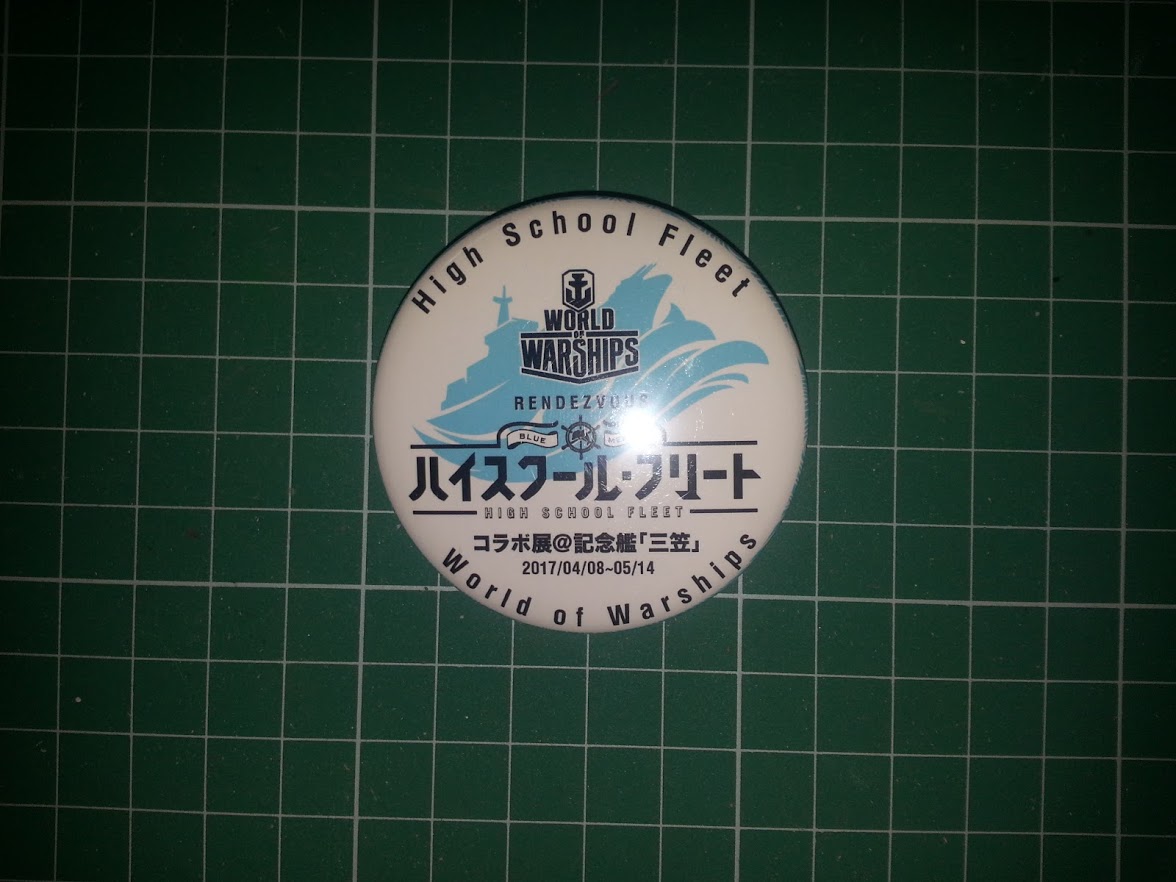 High School Fleet
WORLD
OF
WARSHIPS
RENDEZVOUS
BLUE
ハイスクール・フリート
HIGH SCHOOL FLEET
コラボ展@記念艦「三笠」
2017/04/08~05/14
World of Warships